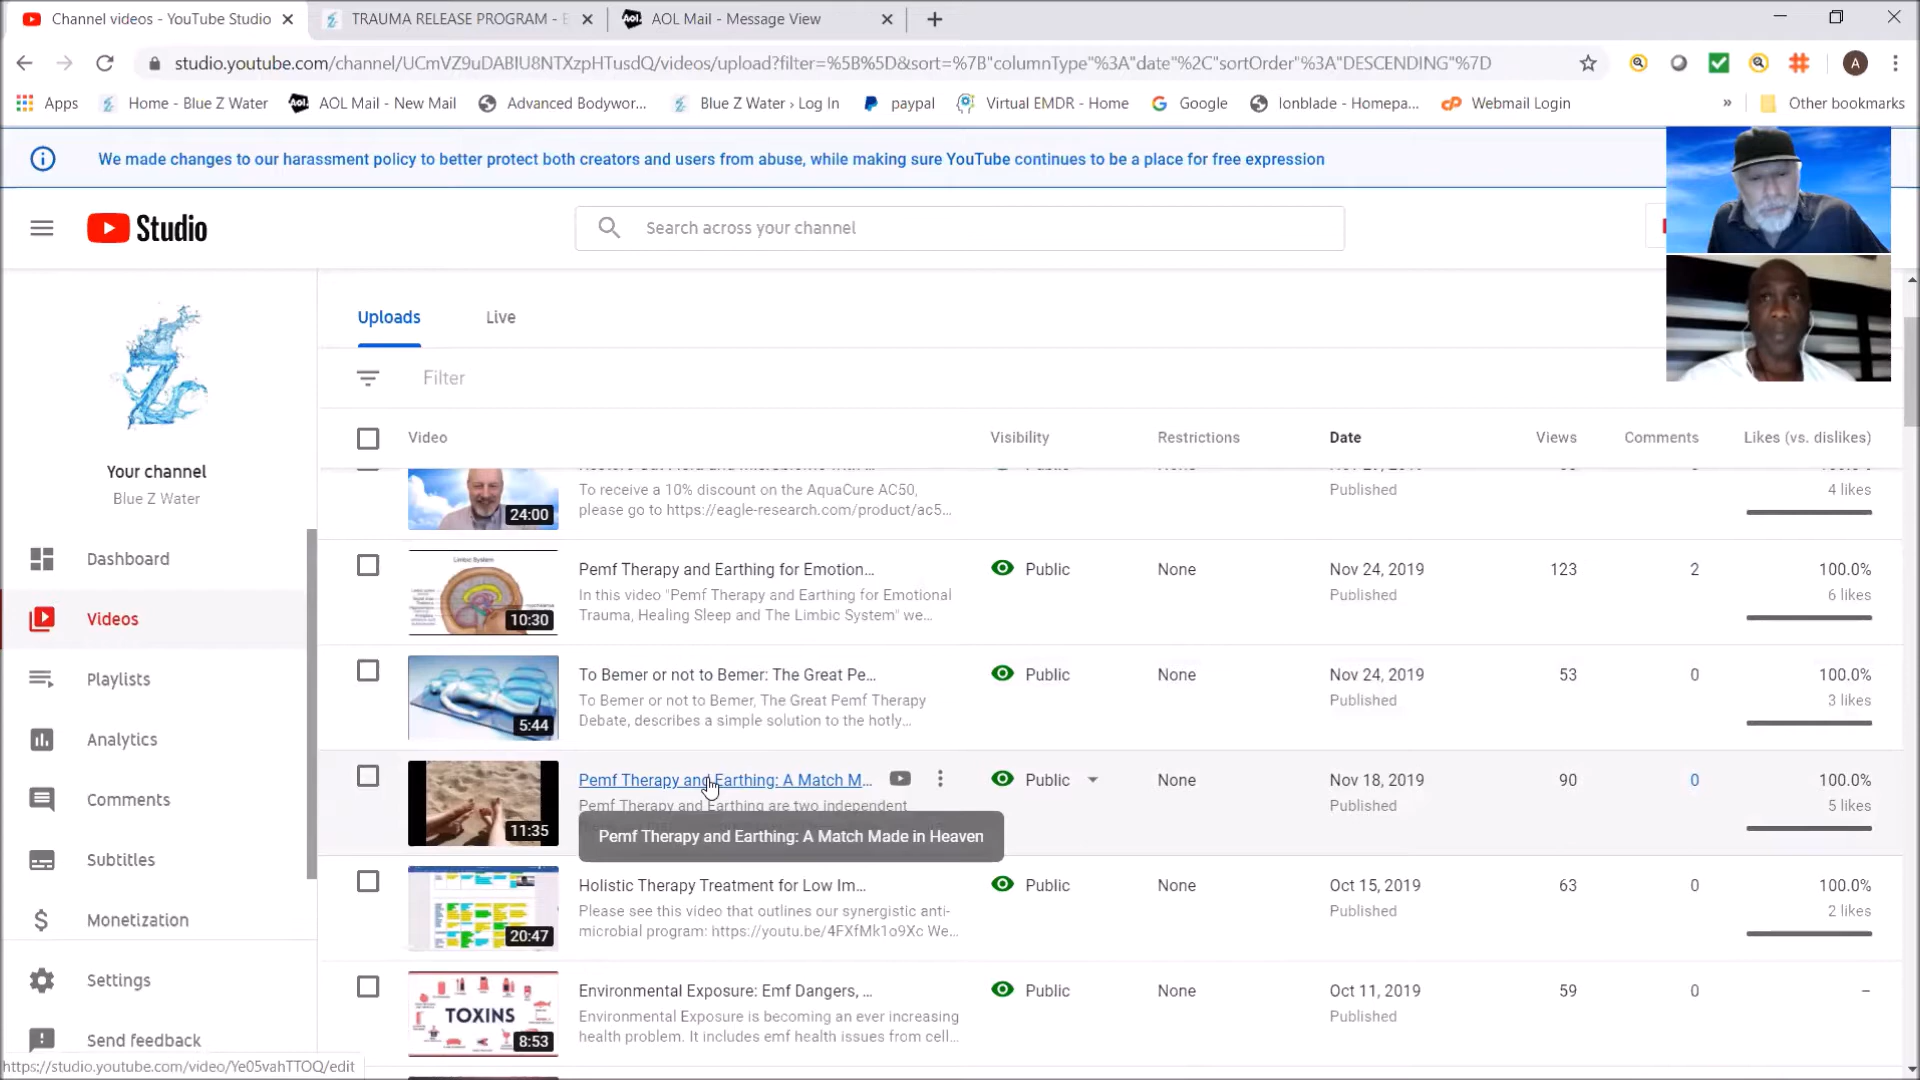 Channel videos - YouTube Studio
TRAUMA RELEASE PROGRAM -
AOL Mail - Message View
studio.youtube.com/channel/UCmVZ9uDABIU8NTXzpHTusdQ/videos/upload?filter=%5B%5D&sort=%7B"columnType"%3A"date"%2C"sortOrder"%3A"DESCENDING"%7D
A
Apps
Home - Blue Z Water
AOL Mail - New Mail
Advanced Bodywor...
Blue Z Water › Log In
paypal
Virtual EMDR - Home
Google
lonblade - Homepa...
Webmail Login
»
Other bookmarks
We made changes to our harassment policy to better protect both creators and users from abuse, while making sure YouTube continues to be a place for free expression
Studio
Search across your channel
Your channel
Blue Z Water
Dashboard
Videos
Playlists
Analytics
Comments
Subtitles
Monetization
Settings
Send feedback
Uploads
Live
Filter
Video
Visibility
Restrictions
Date
Views
Comments
Likes (vs. dislikes)
24:00
To receive a 10% discount on the AquaCure AC50,
please go to https://eagle-research.com/product/ac5...
Published
4 likes
Limbic System
10:30
Pemf Therapy and Earthing for Emotion...
In this video "Pemf Therapy and Earthing for Emotional
Trauma, Healing Sleep and The Limbic System" we...
Public
None
Nov 24, 2019
Published
123
2
100.0%
6 likes
5:44
To Bemer or not to Bemer: The Great Pe...
To Bemer or not to Bemer, The Great Pemf Therapy
Debate, describes a simple solution to the hotly...
Public
None
Nov 24, 2019
Published
53
0
100.0%
3 likes
11:35
Pemf Therapy and Earthing: A Match M...
Pemf Therapy and Earthing are two independent
Pemf Therapy and Earthing: A Match Made in Heaven
Public
None
Nov 18, 2019
Published
90
0
100.0%
5 likes
20:47
Holistic Therapy Treatment for Low Im...
Please see this video that outlines our synergistic anti-
microbial program: https://youtu.be/4FXfMk1o9Xc We...
Public
None
Oct 15, 2019
Published
63
0
100.0%
2 likes
TOXINS
8:53
Environmental Exposure: Emf Dangers, ...
Environmental Exposure is becoming an ever increasing
health problem. It includes emf health issues from cell...
Public
None
Oct 11, 2019
Published
59
0
–
https://studio.youtube.com/video/Ye05vahTTOQ/edit